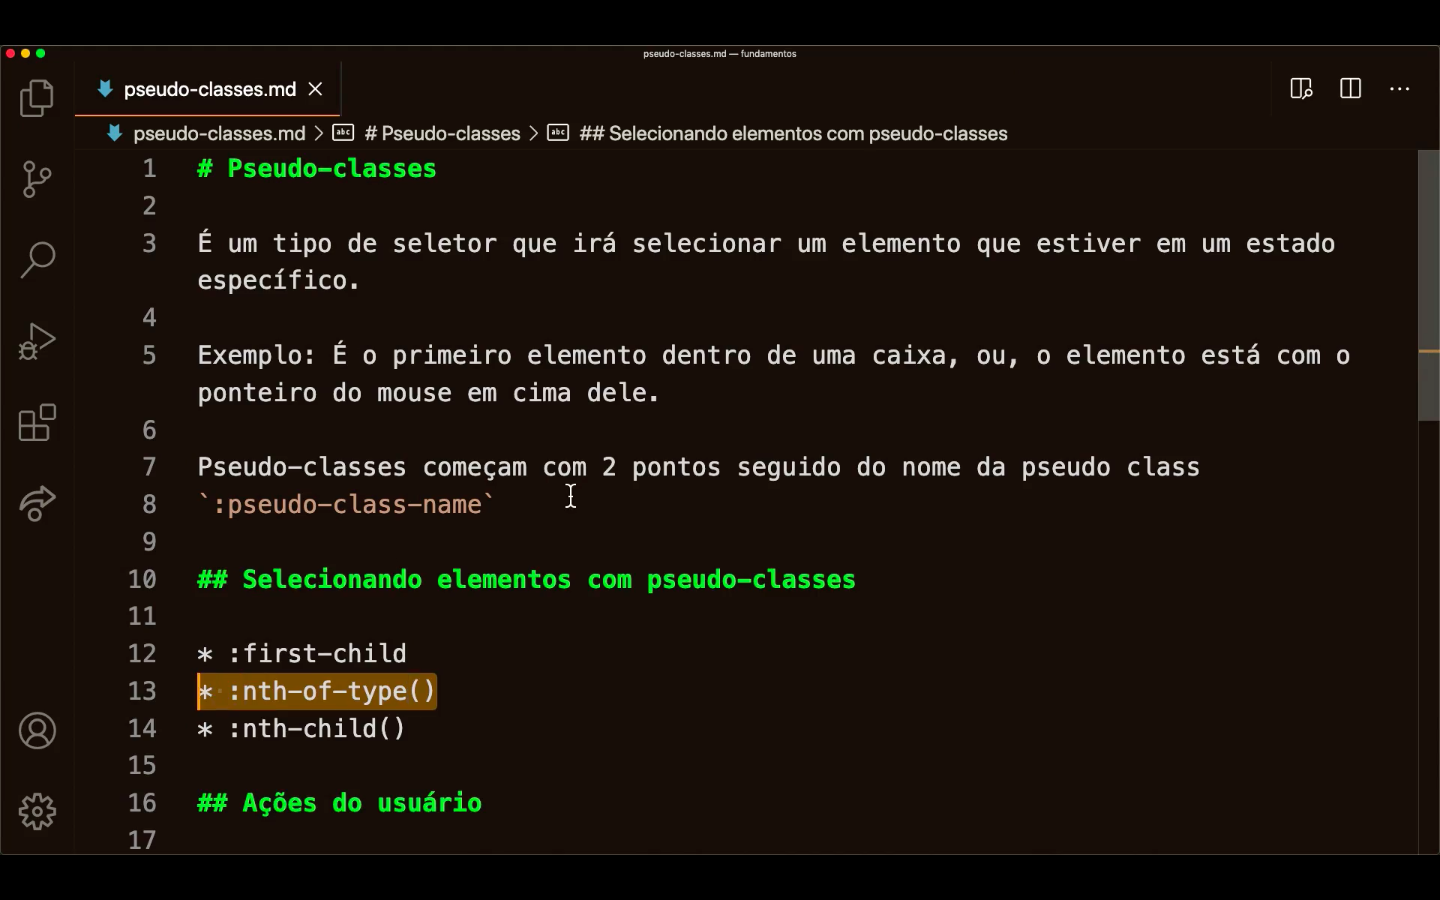 pseudo-classes.md — fundamentos
pseudo-classes.md
pseudo-classes.md > # Pseudo-classes > ## Selecionando elementos com pseudo-classes
1 # Pseudo-classes
2
3 É um tipo de seletor que irá selecionar um elemento que estiver em um estado
específico.
4
5 Exemplo: É o primeiro elemento dentro de uma caixa, ou, o elemento está com o
ponteiro do mouse em cima dele.
6
7 Pseudo-classes começam com 2 pontos seguido do nome da pseudo class
8 `:pseudo-class-name`
9
10 ## Selecionando elementos com pseudo-classes
11
12 * :first-child
13 * :nth-of-type()
14 * :nth-child()
15
16 ## Ações do usuário
17